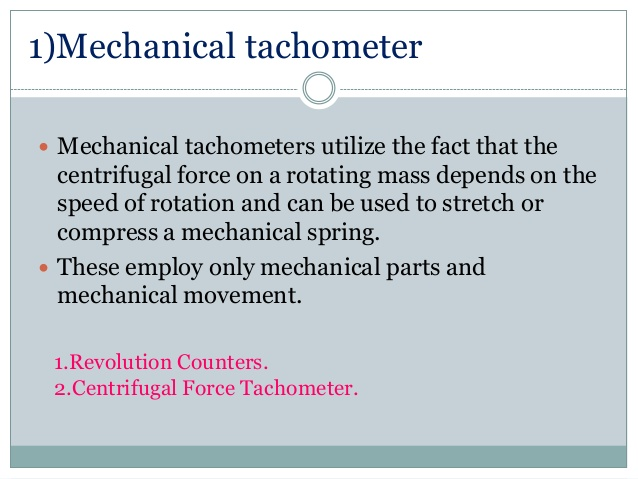 1)Mechanical tachometer
• Mechanical tachometers utilize the fact that the
centrifugal force on a rotating mass depends on the
speed of rotation and can be used to stretch or
compress a mechanical spring.
• These employ only mechanical parts and
mechanical movement.
1.Revolution Counters.
2.Centrifugal Force Tachometer.